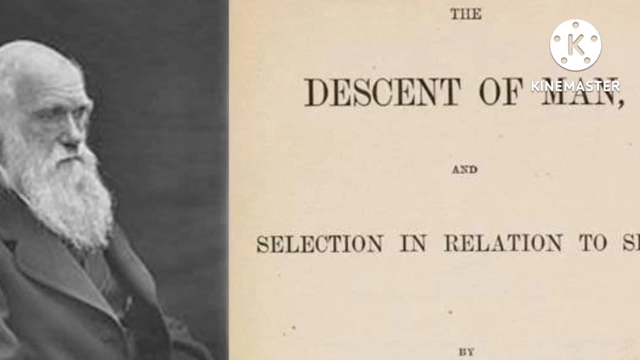 THE
DESCENT OF MAN,
AND
SELECTION IN RELATION TO
BY
KINEMASTER